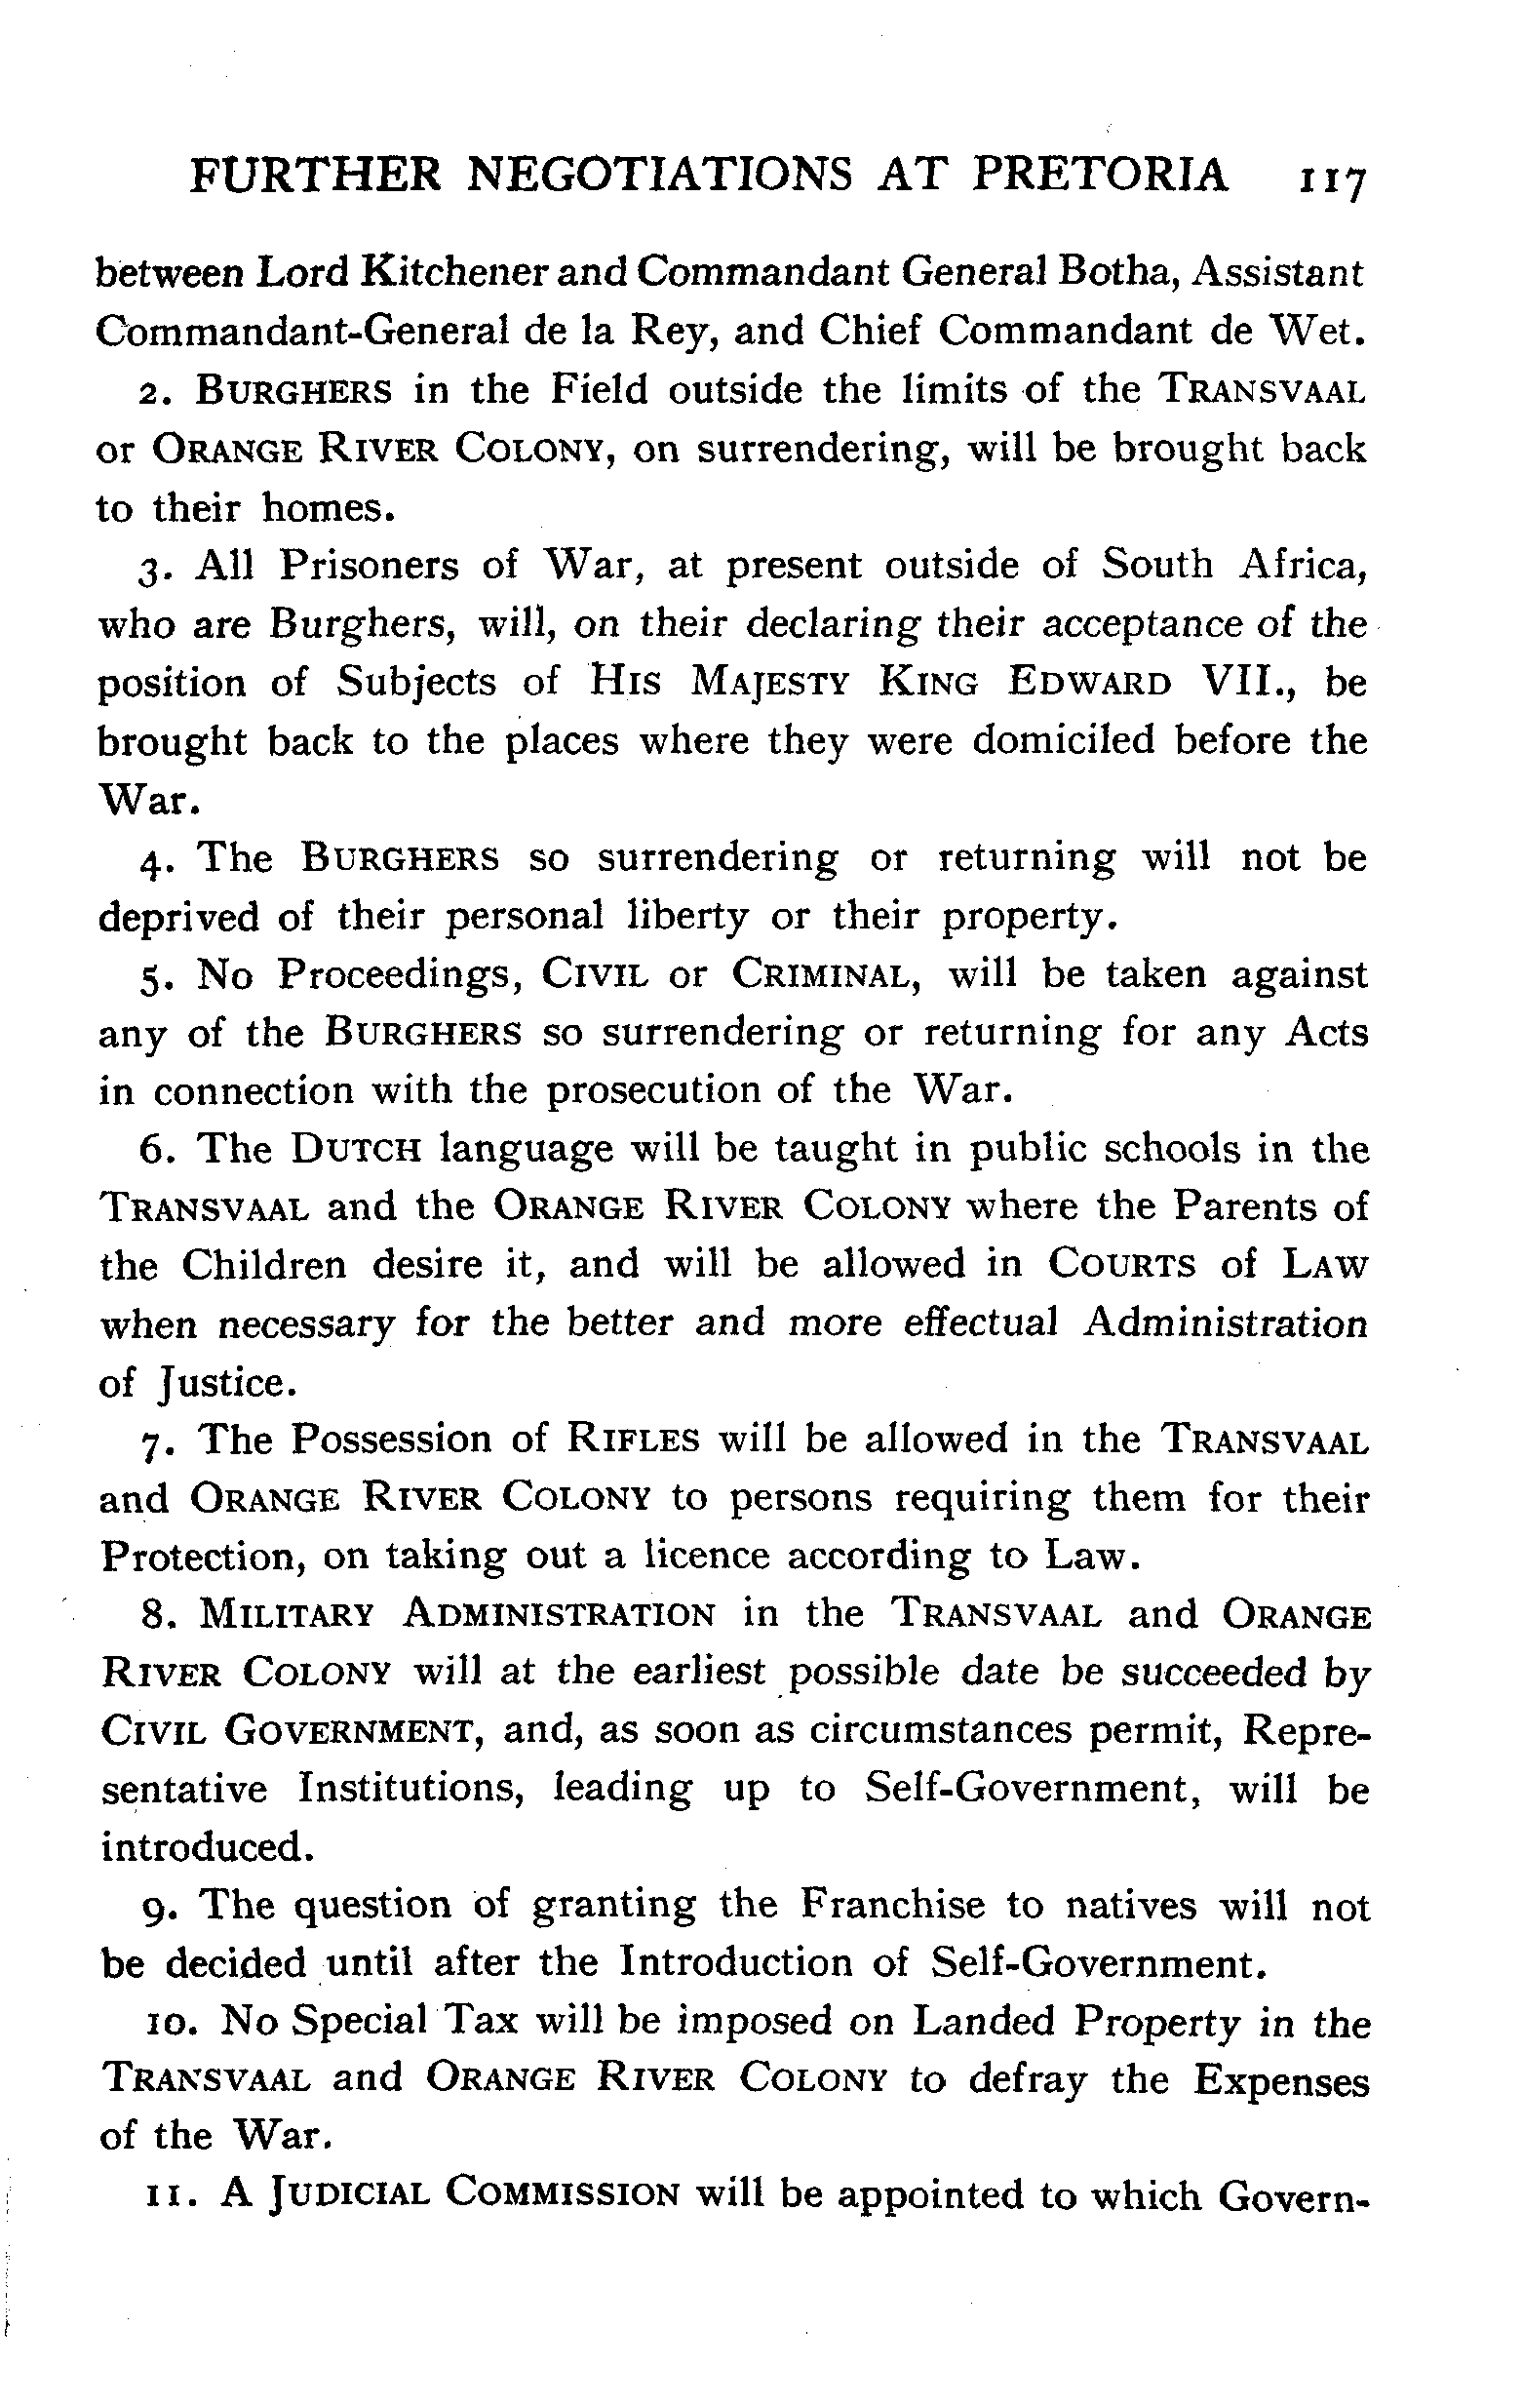 FURTHER NEGOTIATIONS AT PRETORIA 117
between Lord Kitchener and Commandant General Botha, Assistant
Commandant-General de la Rey, and Chief Commandant de Wet.
2. BURGHERS in the Field outside the limits of the TRANSVAAL
or ORANGE RIVER COLONY, on surrendering, will be brought back
to their homes.
3. All Prisoners of War, at present outside of South Africa,
who are Burghers, will, on their declaring their acceptance of the
position of Subjects of HIS MAJESTY KING EDWARD VII., be
brought back to the places where they were domiciled before the
War.
4. The BURGHERS so surrendering or returning will not be
deprived of their personal liberty or their property.
5. No Proceedings, CIVIL or CRIMINAL, will be taken against
any of the BURGHERS so surrendering or returning for any Acts
in connection with the prosecution of the War.
6. The DUTCH language will be taught in public schools in the
TRANSVAAL and the ORANGE RIVER COLONY where the Parents of
the Children desire it, and will be allowed in COURTS of LAW
when necessary for the better and more effectual Administration
of Justice.
7. The Possession of RIFLES will be allowed in the TRANSVAAL
and ORANGE RIVER COLONY to persons requiring them for their
Protection, on taking out a licence according to Law.
8. MILITARY ADMINISTRATION in the TRANSVAAL and ORANGE
RIVER COLONY will at the earliest possible date be succeeded by
CIVIL GOVERNMENT, and, as soon as circumstances permit, Repre-
sentative Institutions, leading up to Self-Government, will be
introduced.
9. The question of granting the Franchise to natives will not
be decided until after the Introduction of Self-Government.
10. No Special Tax will be imposed on Landed Property in the
TRANSVAAL and ORANGE RIVER COLONY to defray the Expenses
of the War.
11. A JUDICIAL COMMISSION will be appointed to which Govern-